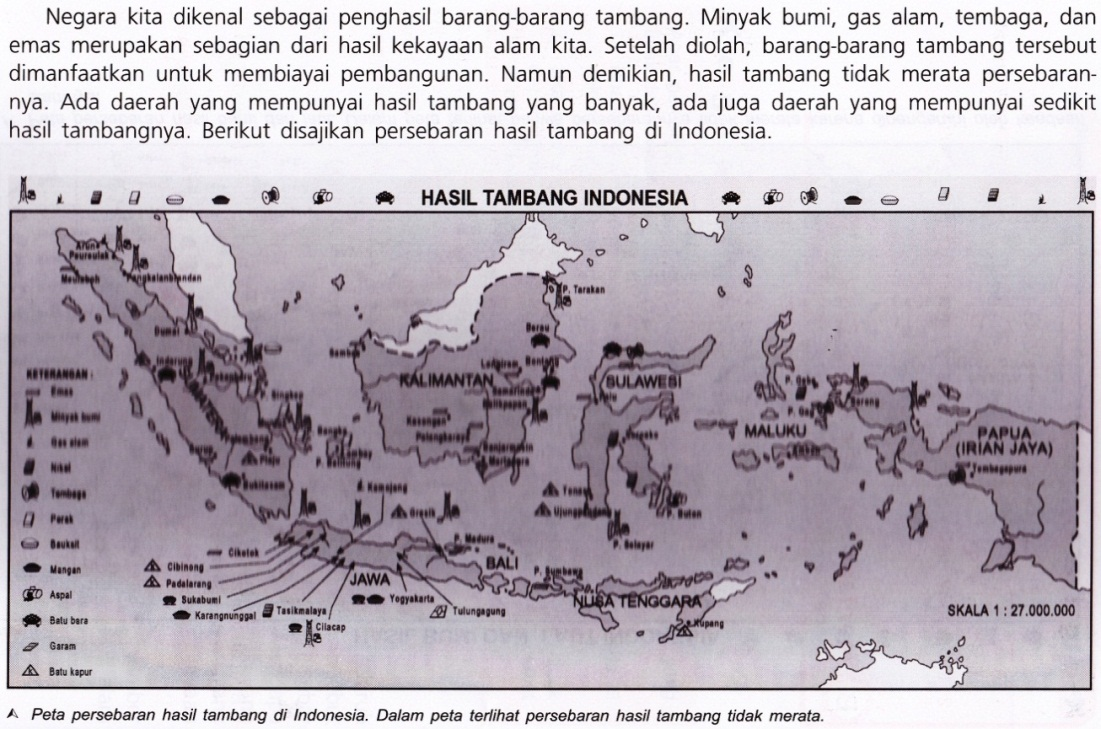 Negara kita dikenal sebagai penghasil barang-barang tambang. Minyak bumi, gas alam, tembaga, dan
emas merupakan sebagian dari hasil kekayaan alam kita. Setelah diolah, barang-barang tambang tersebut
dimanfaatkan untuk membiayai pembangunan. Namun demikian, hasil tambang tidak merata persebaran-
nya. Ada daerah yang mempunyai hasil tambang yang banyak, ada juga daerah yang mempunyai sedikit
hasil tambangnya. Berikut disajikan persebaran hasil tambang di Indonesia.
HASIL TAMBANG INDONESIA
Arun
Peureulak
Meulaboh
Pangkalanbrandan
P. Tarakan
Dumai
Berau
Sambas
Bontang
Samarinda
Balikpapan
KALIMANTAN
SULAWESI
MALUKU
PAPUA
(IRIAN JAYA)
P. Singkep
Bangka
P. Belitung
Plaju
Bukitasam
Sorong
Tembagapura
KETERANGAN :
Emas
Minyak bumi
Gas alam
Nikel
Tembaga
Perak
Bauksit
Mangan
Aspal
Batu bara
Garam
Batu kapur
Kamojang
Gresik
P. Madura
P. Buton
P. Selayar
Cikotok
Cibinong
Padalarang
Sukabumi
Karangnunggal
Tasikmalaya
Cilacap
JAWA
Yogyakarta
Tulungagung
BALI
P. Sumbawa
NUSA TENGGARA
Kupang
SKALA 1 : 27.000.000
Peta persebaran hasil tambang di Indonesia. Dalam peta terlihat persebaran hasil tambang tidak merata.